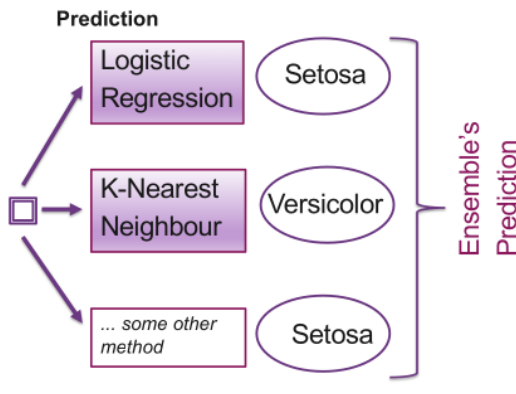 Prediction
Logistic
Regression
Setosa
K-Nearest
Neighbour
Versicolor
... some other
method
Setosa
Ensemble's
Prediction